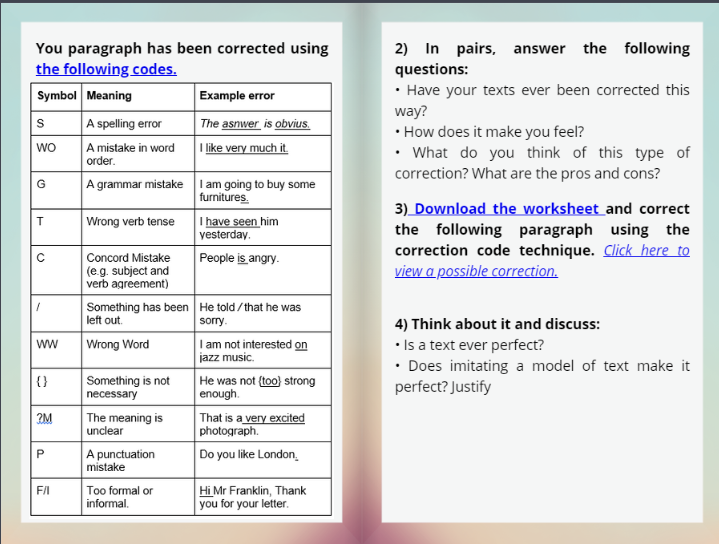 You paragraph has been corrected using
the following codes.
Symbol Meaning Example error
S A spelling error The asnwer is obvius.
WO A mistake in word I like very much it.
order.
G A grammar mistake I am going to buy some
furnitures.
T Wrong verb tense I have seen him
yesterday.
C Concord Mistake People is angry.
(e.g. subject and
verb agreement)
/ Something has been He told / that he was
left out. sorry.
WW Wrong Word I am not interested on
jazz music.
{ } Something is not He was not {too} strong
necessary enough.
?M The meaning is That is a very excited
unclear photograph.
P A punctuation Do you like London.
mistake
F/I Too formal or Hi Mr Franklin, Thank
informal. you for your letter.
2) In pairs, answer the following
questions:
• Have your texts ever been corrected this
way?
• How does it make you feel?
• What do you think of this type of
correction? What are the pros and cons?
3) Download the worksheet and correct
the following paragraph using the
correction code technique. Click here to
view a possible correction.
4) Think about it and discuss:
• Is a text ever perfect?
• Does imitating a model of text make it
perfect? Justify